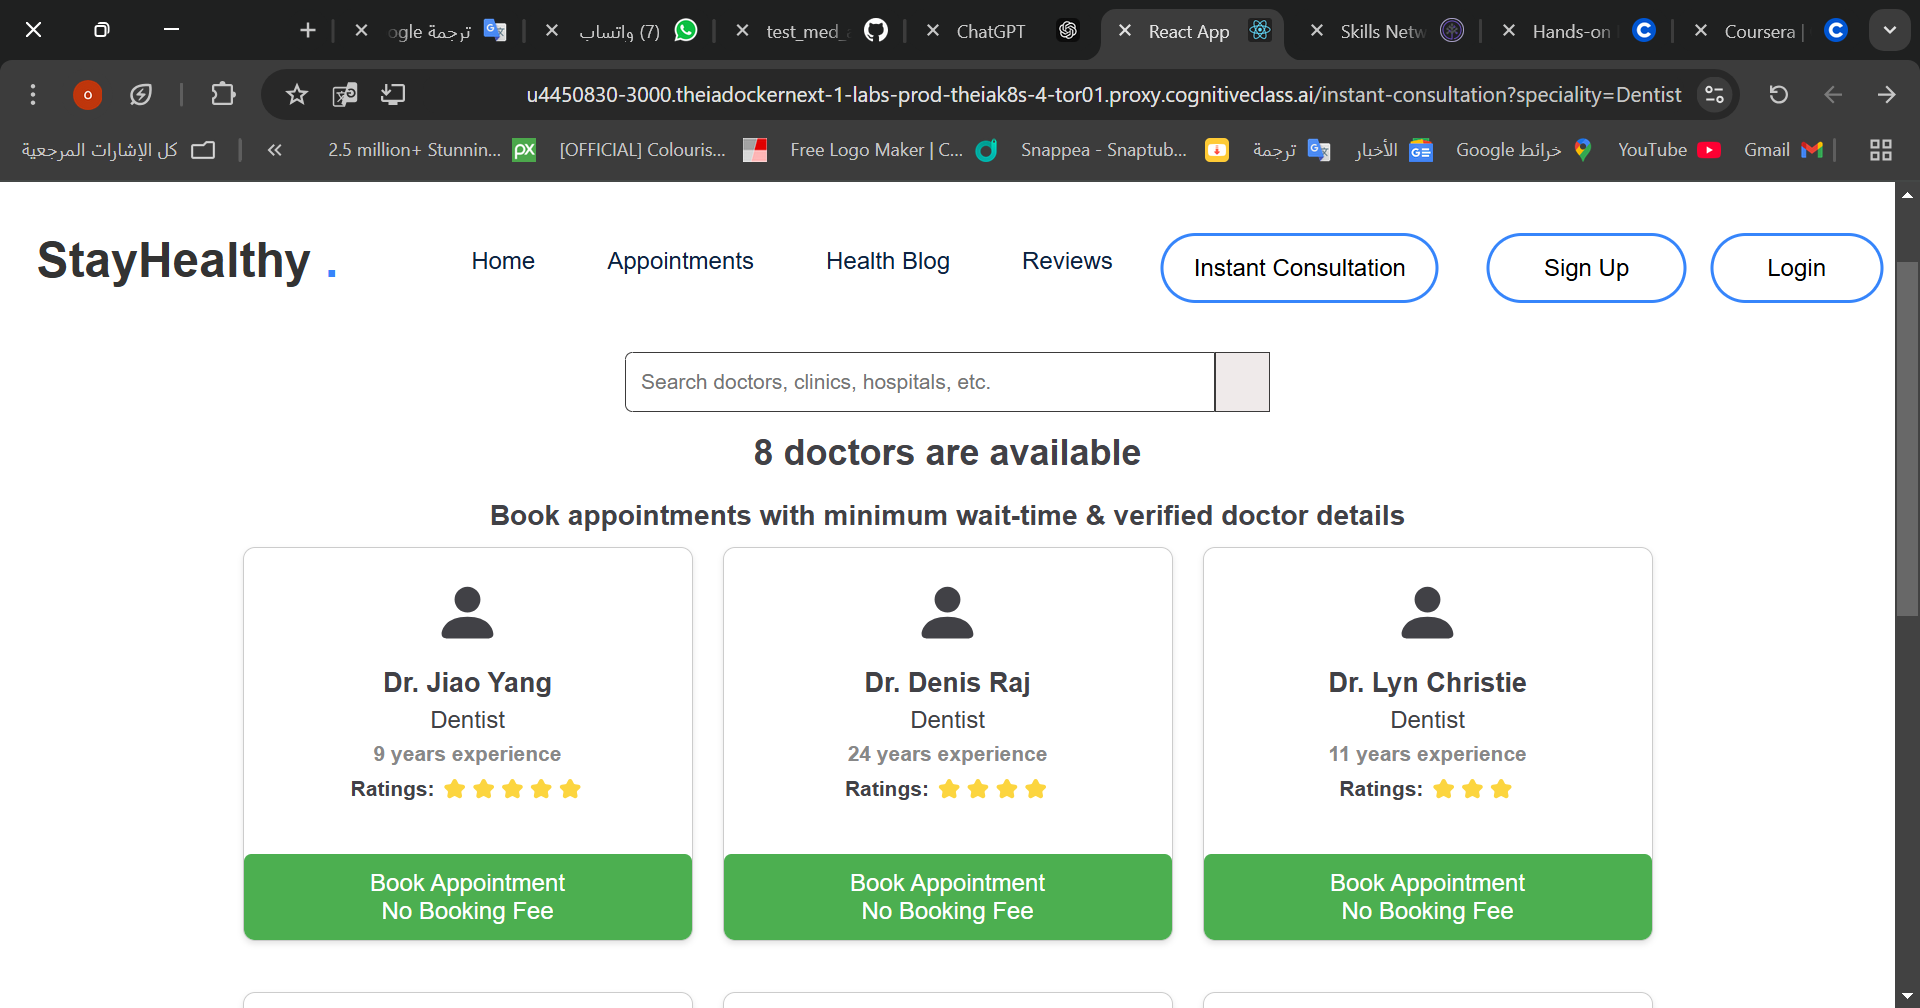 ترجمة ogle
واتساب (7)
test_med_
ChatGPT
React App
Skills Netw
Hands-on
Coursera |
o
u4450830-3000.theiadockernext-1-labs-prod-theiak8s-4-tor01.proxy.cognitiveclass.ai/instant-consultation?speciality=Dentist
كل الإشارات المرجعية
2.5 million+ Stunnin...
px
[OFFICIAL] Colouris...
Free Logo Maker | C...
Snappea - Snaptub...
ترجمة
الأخبار
خرائط Google
YouTube
Gmail
StayHealthy .
Home
Appointments
Health Blog
Reviews
Instant Consultation
Sign Up
Login
Search doctors, clinics, hospitals, etc.
8 doctors are available
Book appointments with minimum wait-time & verified doctor details
Dr. Jiao Yang
Dentist
9 years experience
Ratings:
Book Appointment
No Booking Fee
Dr. Denis Raj
Dentist
24 years experience
Ratings:
Book Appointment
No Booking Fee
Dr. Lyn Christie
Dentist
11 years experience
Ratings:
Book Appointment
No Booking Fee